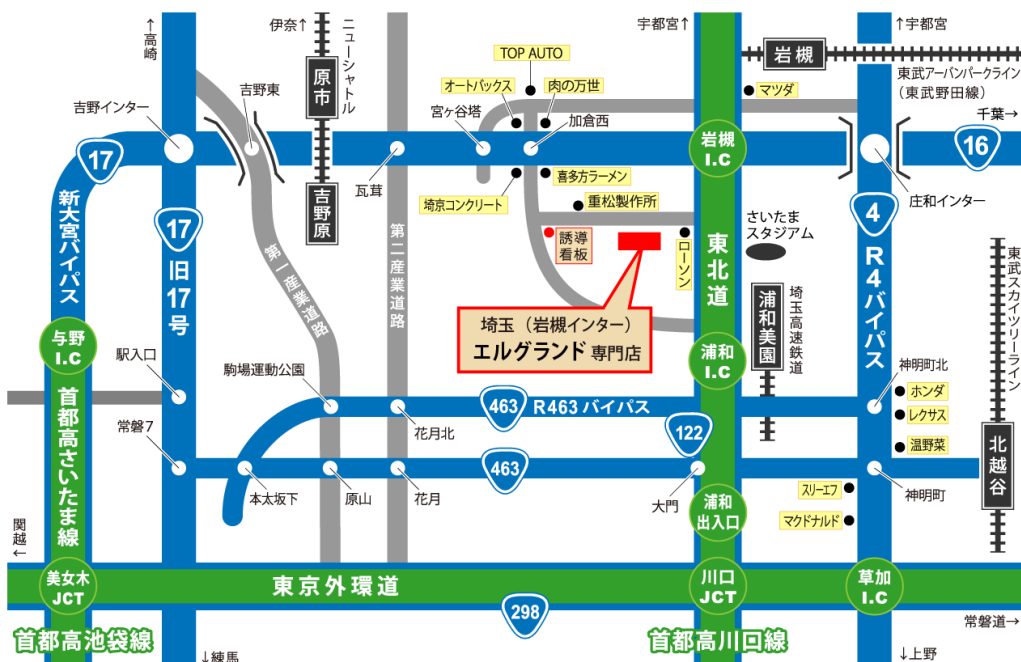 ↑高崎
伊奈↑
ニューシャトル
宇都宮↑
↑宇都宮
岩槻
東武アーバンパークライン
(東武野田線)
千葉→
TOP AUTO
オートバックス
肉の万世
マツダ
原市
吉野東
吉野インター
宮ヶ谷塔
加倉西
17
岩槻
I.C
16
瓦葺
喜多方ラーメン
埼京コンクリート
重松製作所
庄和インター
新大宮バイパス
17
旧17号
吉野原
第一産業道路
第二産業道路
誘導
看板
ローソン
東北道
さいたま
スタジアム
4
R4バイパス
東武スカイツリーライン
埼玉(岩槻インター)
エルグランド専門店
浦和美園
埼玉高速鉄道
与野
I.C
駅入口
駒場運動公園
浦和
I.C
神明町北
ホンダ
レクサス
温野菜
463
R463バイパス
花月北
122
首都高さいたま線
常磐7
本太坂下
原山
花月
463
大門
神明町
北越谷
スリーエフ
マクドナルド
浦和
出入口
関越←
美女木
JCT
東京外環道
川口
JCT
草加
I.C
298
常磐道→
首都高池袋線
首都高川口線
↓練馬
↓上野